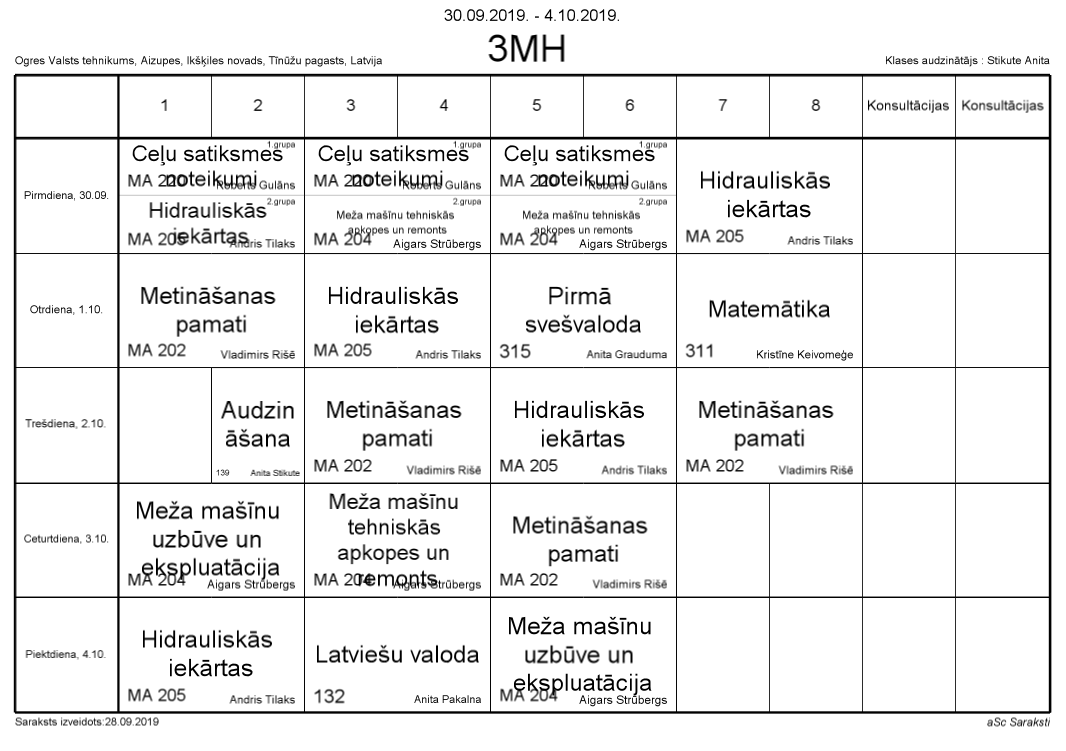 30.09.2019. - 4.10.2019.
3MH
Ogres Valsts tehnikums, Aizupes, Ikšķiles novads, Tīnūžu pagasts, Latvija
Klases audzinātājs : Stikute Anita
1 2 3 4 5 6 7 8 Konsultācijas Konsultācijas
Pirmdiena, 30.09.
1.grupa
Ceļu satiksmes
noteikumi
MA 220 Roberts Gulāns
2.grupa
Hidrauliskās
iekārtas
MA 205 Andris Tilaks
1.grupa
Ceļu satiksmes
noteikumi
MA 220 Roberts Gulāns
2.grupa
Meža mašīnu tehniskās
apkopes un remonts
MA 204 Aigars Strūbergs
1.grupa
Ceļu satiksmes
noteikumi
MA 220 Roberts Gulāns
2.grupa
Meža mašīnu tehniskās
apkopes un remonts
MA 204 Aigars Strūbergs
Hidrauliskās
iekārtas
MA 205 Andris Tilaks
Otrdiena, 1.10.
Metināšanas
pamati
MA 202 Vladimirs Rišē
Hidrauliskās
iekārtas
MA 205 Andris Tilaks
Pirmā
svešvaloda
315 Anita Grauduma
Matemātika
311 Kristīne Keivomeģe
Trešdiena, 2.10.
Audzin
āšana
139 Anita Stikute
Metināšanas
pamati
MA 202 Vladimirs Rišē
Hidrauliskās
iekārtas
MA 205 Andris Tilaks
Metināšanas
pamati
MA 202 Vladimirs Rišē
Ceturtdiena, 3.10.
Meža mašīnu
uzbūve un
ekspluatācija
MA 204 Aigars Strūbergs
Meža mašīnu
tehniskās
apkopes un
remonts
MA 204 Aigars Strūbergs
Metināšanas
pamati
MA 202 Vladimirs Rišē
Piektdiena, 4.10.
Hidrauliskās
iekārtas
MA 205 Andris Tilaks
Latviešu valoda
132 Anita Pakalna
Meža mašīnu
uzbūve un
ekspluatācija
MA 204 Aigars Strūbergs
Saraksts izveidots:28.09.2019
aSc Saraksti